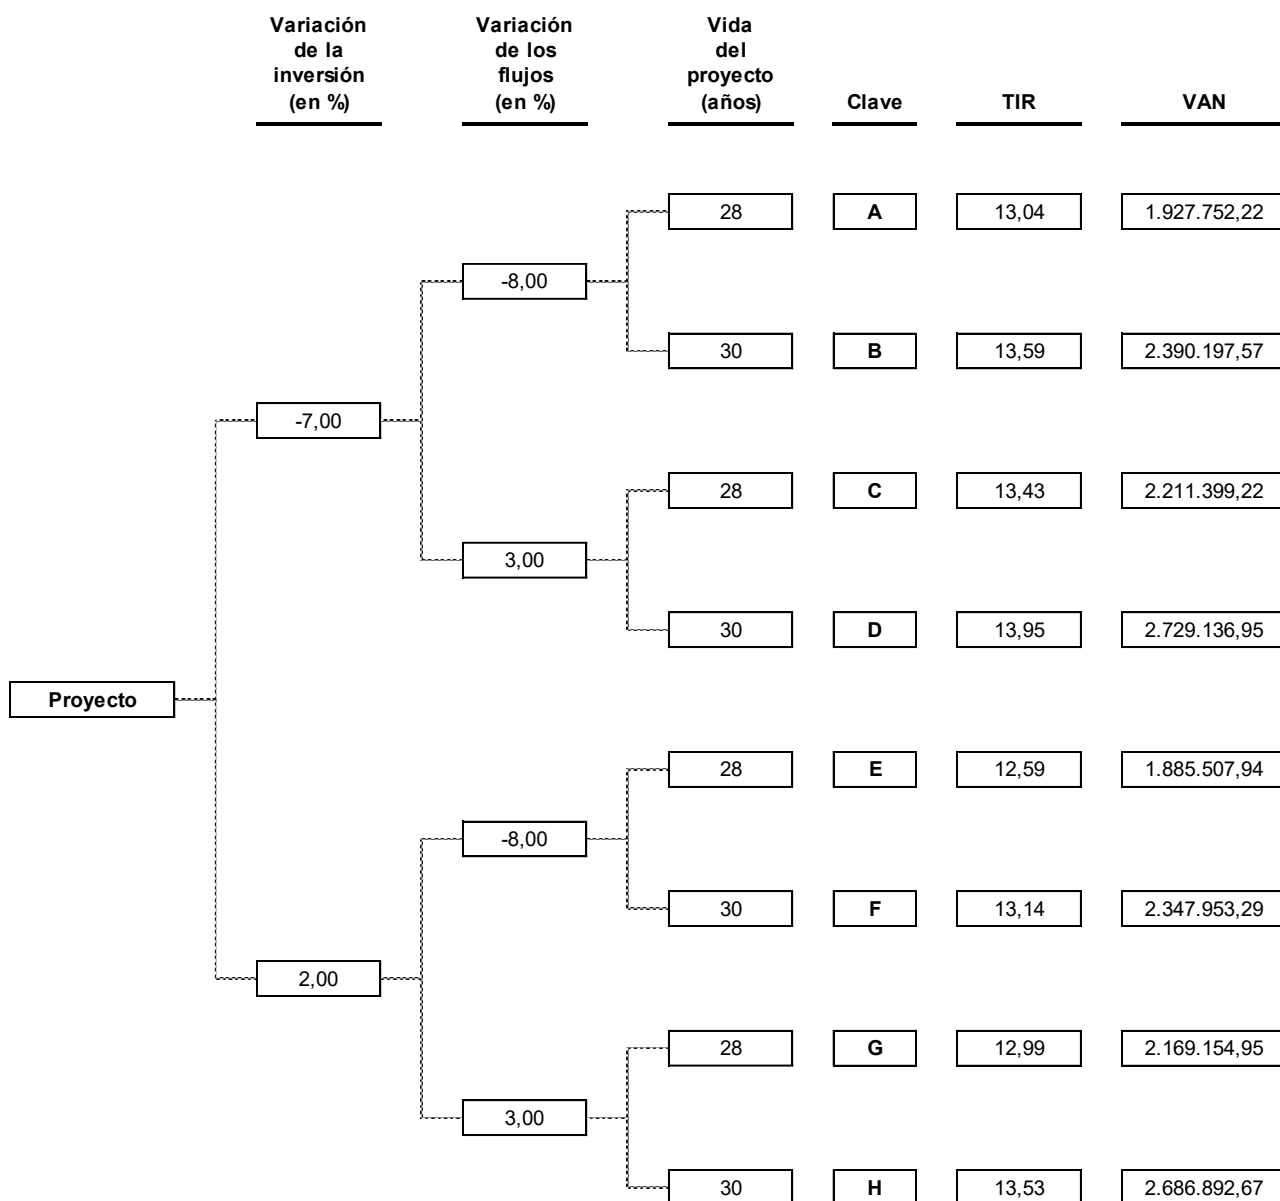 Variación de la inversión (en %)
Variación de los flujos (en %)
Vida del proyecto (años)
Clave
TIR
VAN
28 A 13,04 1.927.752,22
-8,00
30 B 13,59 2.390.197,57
-7,00
28 C 13,43 2.211.399,22
3,00
30 D 13,95 2.729.136,95
Proyecto
28 E 12,59 1.885.507,94
-8,00
30 F 13,14 2.347.953,29
2,00
28 G 12,99 2.169.154,95
3,00
30 H 13,53 2.686.892,67